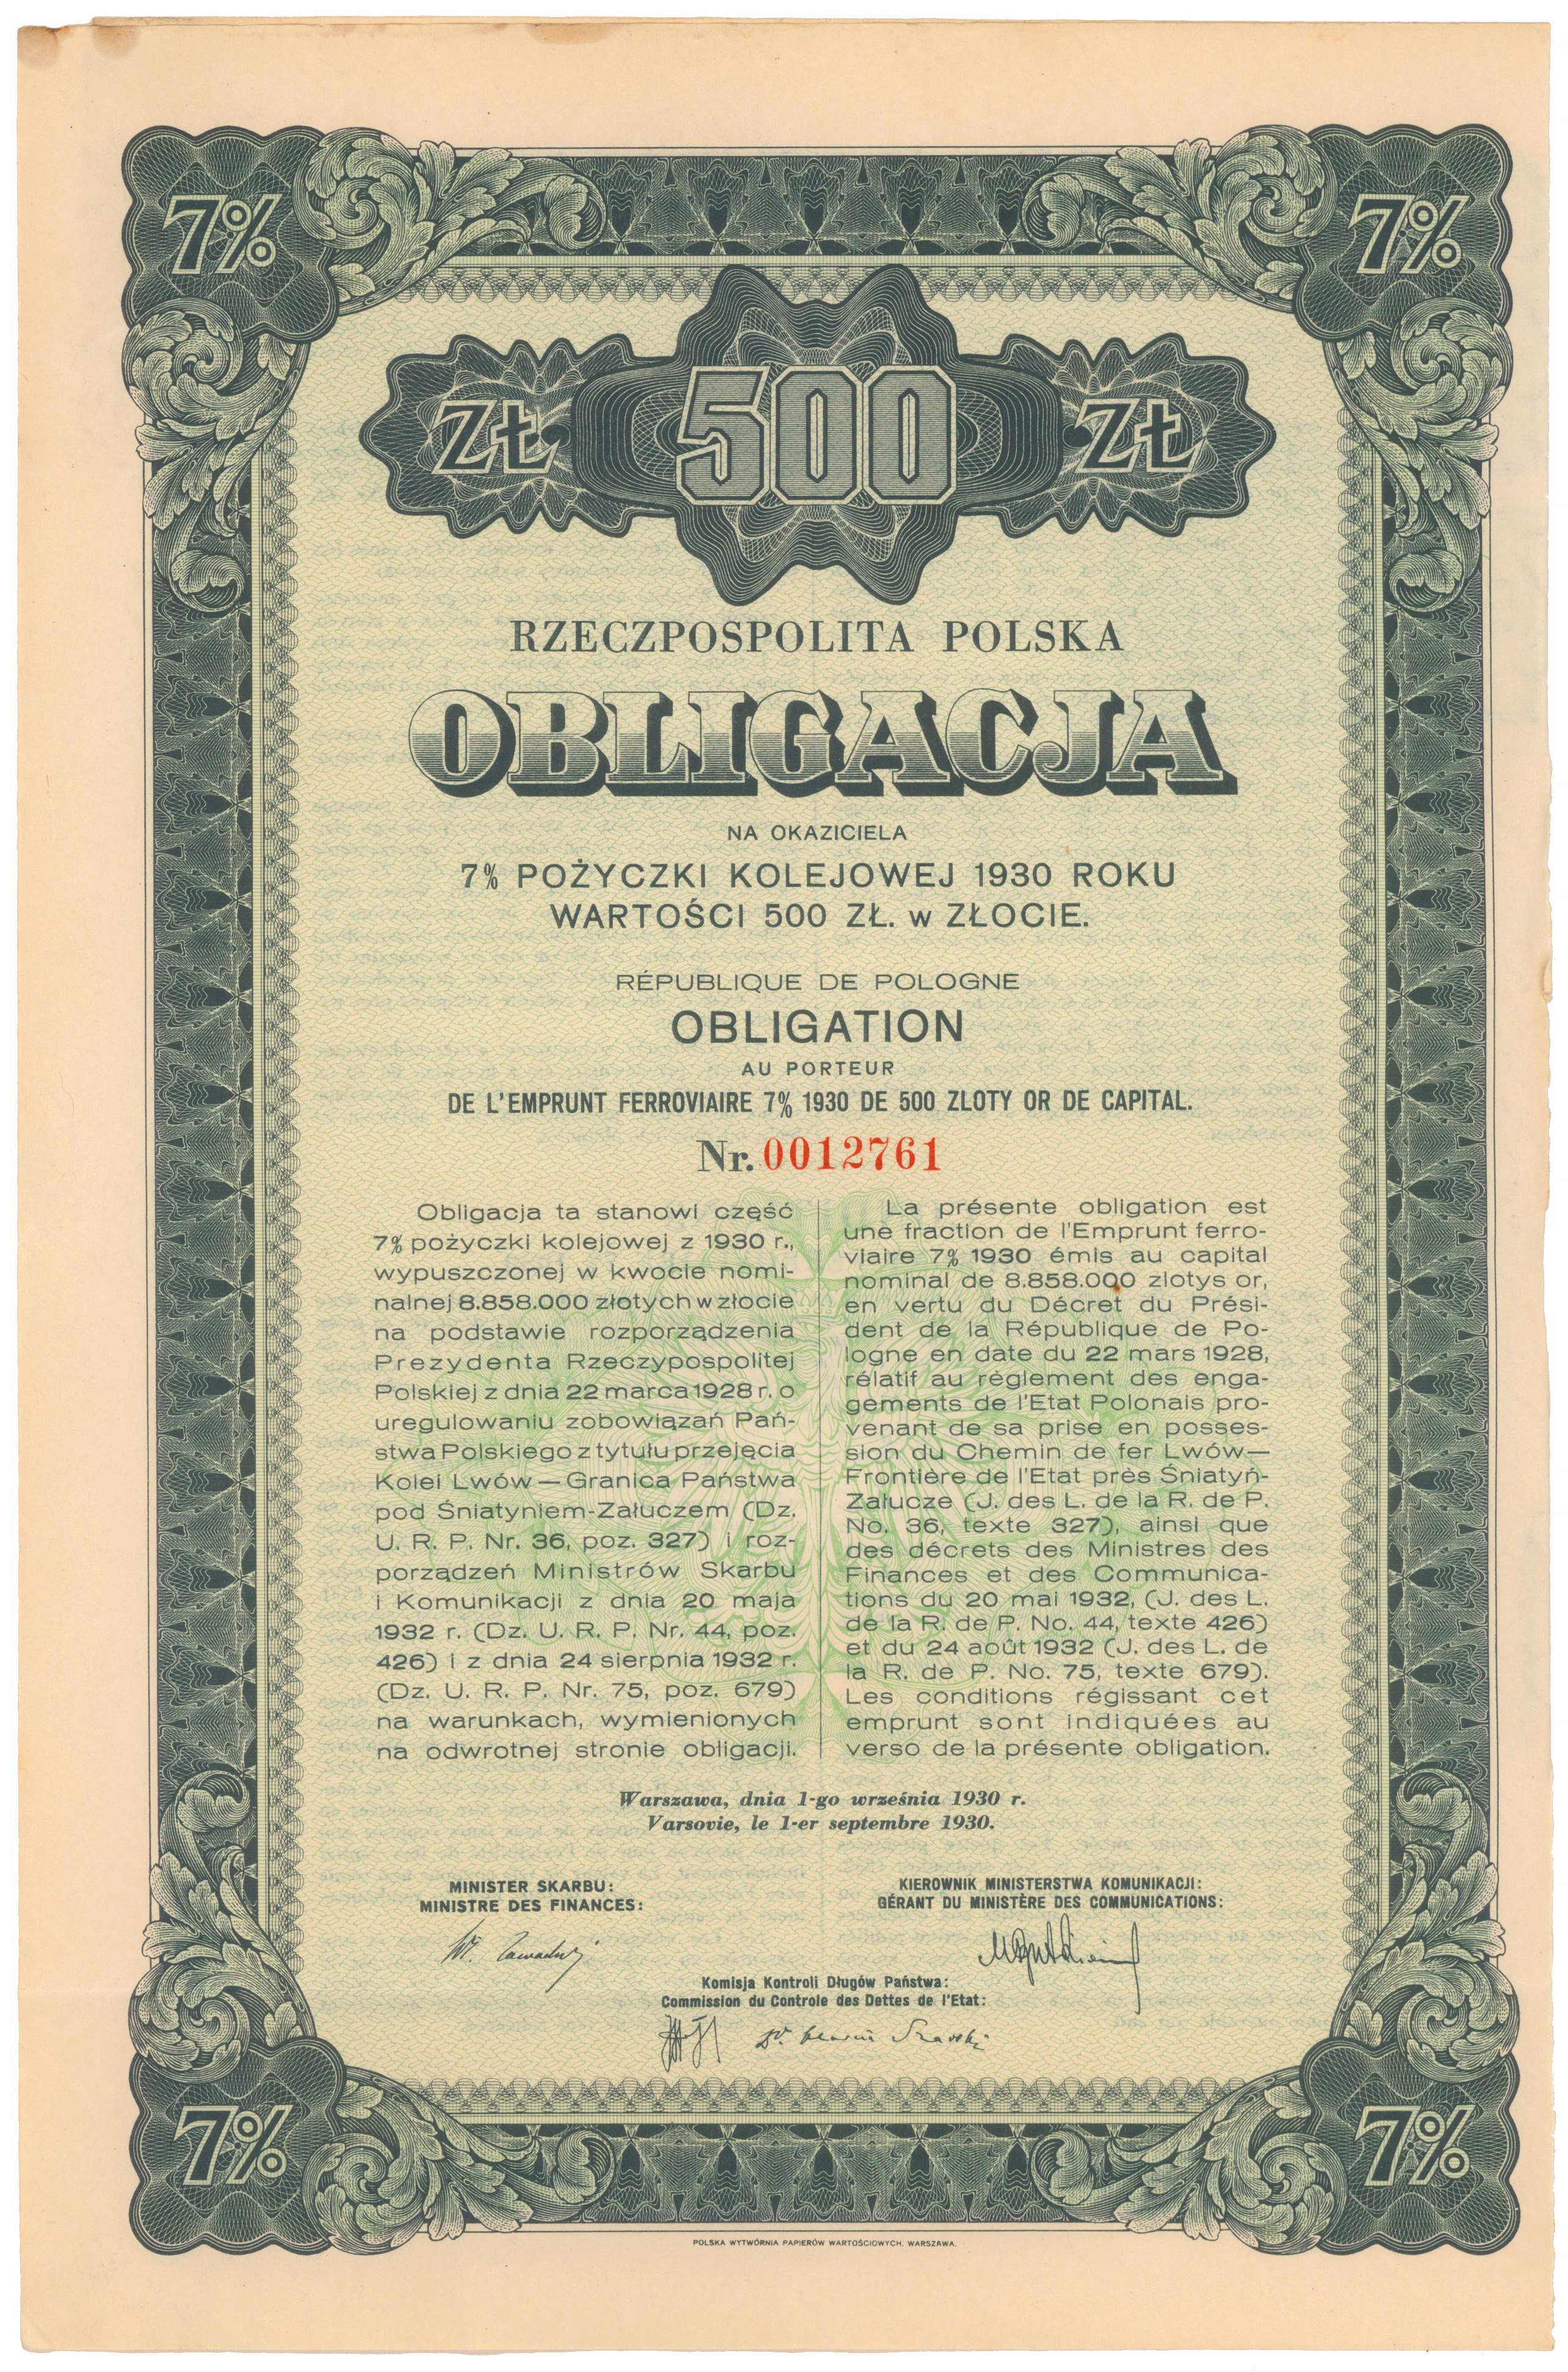 7%
7%
ZŁ 500 ZŁ
RZECZPOSPOLITA POLSKA
OBLIGACJA
NA OKAZICIELA
7% POŻYCZKI KOLEJOWEJ 1930 ROKU
WARTOŚCI 500 ZŁ. w ZŁOCIE.
RÉPUBLIQUE DE POLOGNE
OBLIGATION
AU PORTEUR
DE L'EMPRUNT FERROVIAIRE 7% 1930 DE 500 ZLOTY OR DE CAPITAL.
Nr. 0012761
Obligacja ta stanowi część
7% pożyczki kolejowej z 1930 r.,
wypuszczonej w kwocie nomi-
nalnej 8.858.000 złotych w złocie
na podstawie rozporządzenia
Prezydenta Rzeczypospolitej
Polskiej z dnia 22 marca 1928 r. o
uregulowaniu zobowiązań Pań-
stwa Polskiego z tytułu przejęcia
Kolei Lwów — Granica Państwa
pod Śniatyniem-Załuczem (Dz.
U. R. P. Nr. 36, poz. 327) i roz-
porządzeń Ministrów Skarbu
i Komunikacji z dnia 20 maja
1932 r. (Dz. U. R. P. Nr. 44, poz.
426) i z dnia 24 sierpnia 1932 r.
(Dz. U. R. P. Nr. 75, poz. 679)
na warunkach, wymienionych
na odwrotnej stronie obligacji.
La présente obligation est
une fraction de l'Emprunt ferro-
viaire 7% 1930 émis au capital
nominal de 8.858.000 zlotys or,
en vertu du Décret du Prési-
dent de la République de Po-
logne en date du 22 mars 1928,
rélatif au règlement des enga-
gements de l'Etat Polonais pro-
venant de sa prise en posses-
sion du Chemin de fer Lwów—
Frontière de l'Etat près Śniatyń-
Załucze (J. des L. de la R. de P.
No. 36, texte 327), ainsi que
des décrets des Ministres des
Finances et des Communica-
tions du 20 mai 1932, (J. des L.
de la R. de P. No. 44, texte 426)
et du 24 août 1932 (J. des L. de
la R. de P. No. 75, texte 679).
Les conditions régissant cet
emprunt sont indiquées au
verso de la présente obligation.
Warszawa, dnia 1-go września 1930 r.
Varsovie, le 1-er septembre 1930.
MINISTER SKARBU:
MINISTRE DES FINANCES:
KIEROWNIK MINISTERSTWA KOMUNIKACJI:
GÉRANT DU MINISTÈRE DES COMMUNICATIONS:
Komisja Kontroli Długów Państwa:
Commission du Controle des Dettes de l'Etat:
7%
7%
POLSKA WYTWÓRNIA PAPIERÓW WARTOŚCIOWYCH. WARSZAWA.